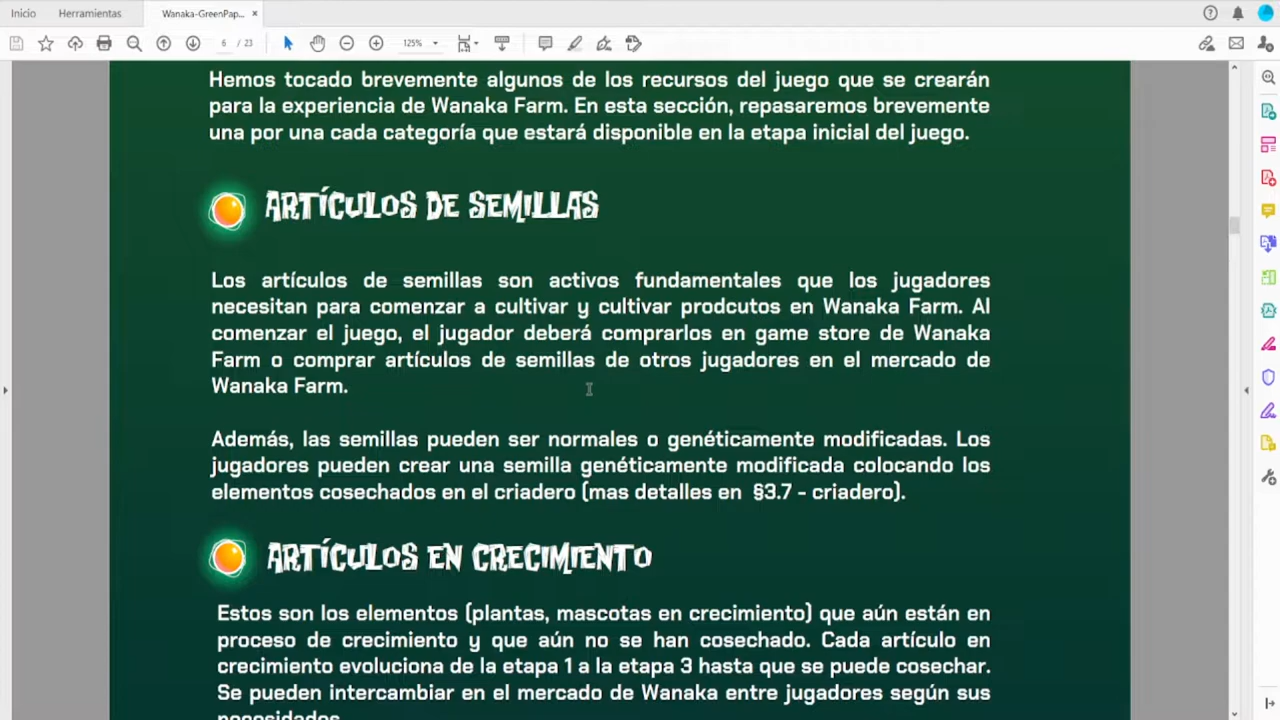 Inicio
Herramientas
Wanaka-GreenPap...
6 / 23
125%
Hemos tocado brevemente algunos de los recursos del juego que se crearán
para la experiencia de Wanaka Farm. En esta sección, repasaremos brevemente
una por una cada categoría que estará disponible en la etapa inicial del juego.
ARTÍCULOS DE SEMILLAS
Los artículos de semillas son activos fundamentales que los jugadores
necesitan para comenzar a cultivar y cultivar prodcutos en Wanaka Farm. Al
comenzar el juego, el jugador deberá comprarlos en game store de Wanaka
Farm o comprar artículos de semillas de otros jugadores en el mercado de
Wanaka Farm.
Además, las semillas pueden ser normales o genéticamente modificadas. Los
jugadores pueden crear una semilla genéticamente modificada colocando los
elementos cosechados en el criadero (mas detalles en §3.7 - criadero).
ARTÍCULOS EN CRECIMIENTO
Estos son los elementos (plantas, mascotas en crecimiento) que aún están en
proceso de crecimiento y que aún no se han cosechado. Cada artículo en
crecimiento evoluciona de la etapa 1 a la etapa 3 hasta que se puede cosechar.
Se pueden intercambiar en el mercado de Wanaka entre jugadores según sus
necesidades.